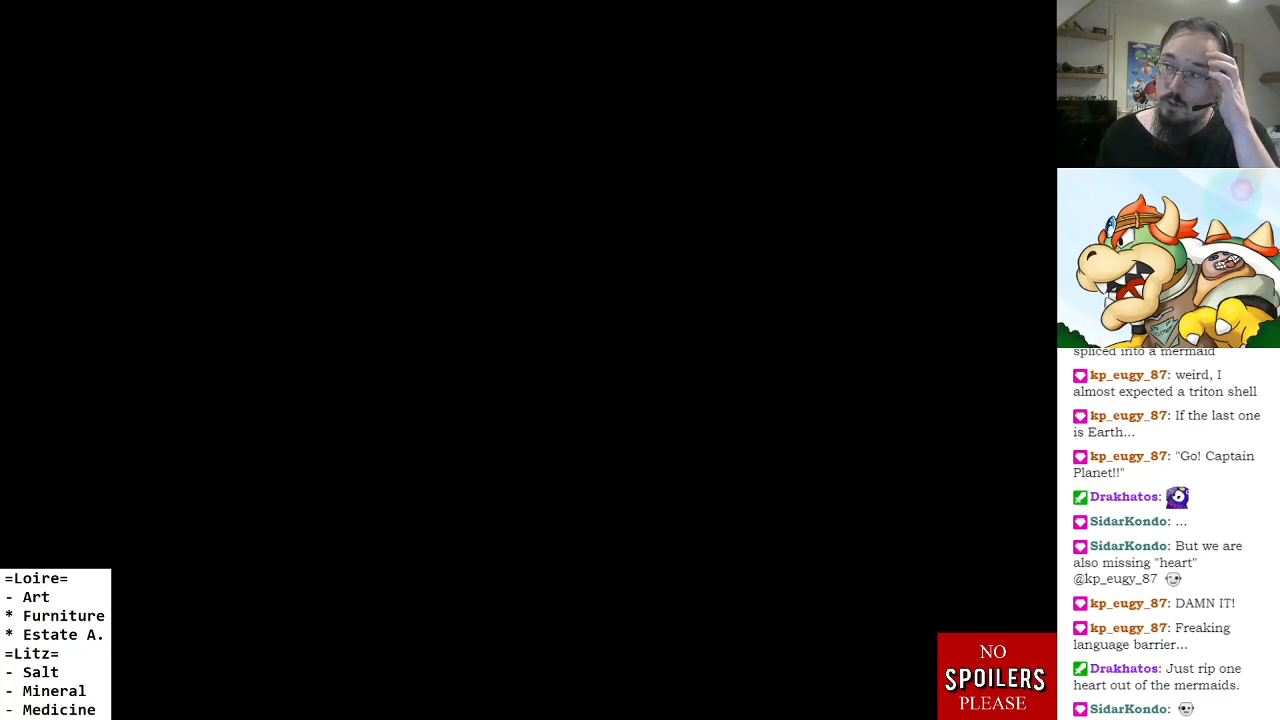 =Loire=
- Art
* Furniture
* Estate A.
=Litz=
- Salt
- Mineral
- Medicine
NO
SPOILERS
PLEASE
spliced into a mermaid
kp_eugy_87: weird, I
almost expected a triton shell
kp_eugy_87: If the last one
is Earth...
kp_eugy_87: "Go! Captain
Planet!!"
Drakhatos:
SidarKondo: ...
SidarKondo: But we are
also missing "heart"
@kp_eugy_87
kp_eugy_87: DAMN IT!
kp_eugy_87: Freaking
language barrier...
Drakhatos: Just rip one
heart out of the mermaids.
SidarKondo: